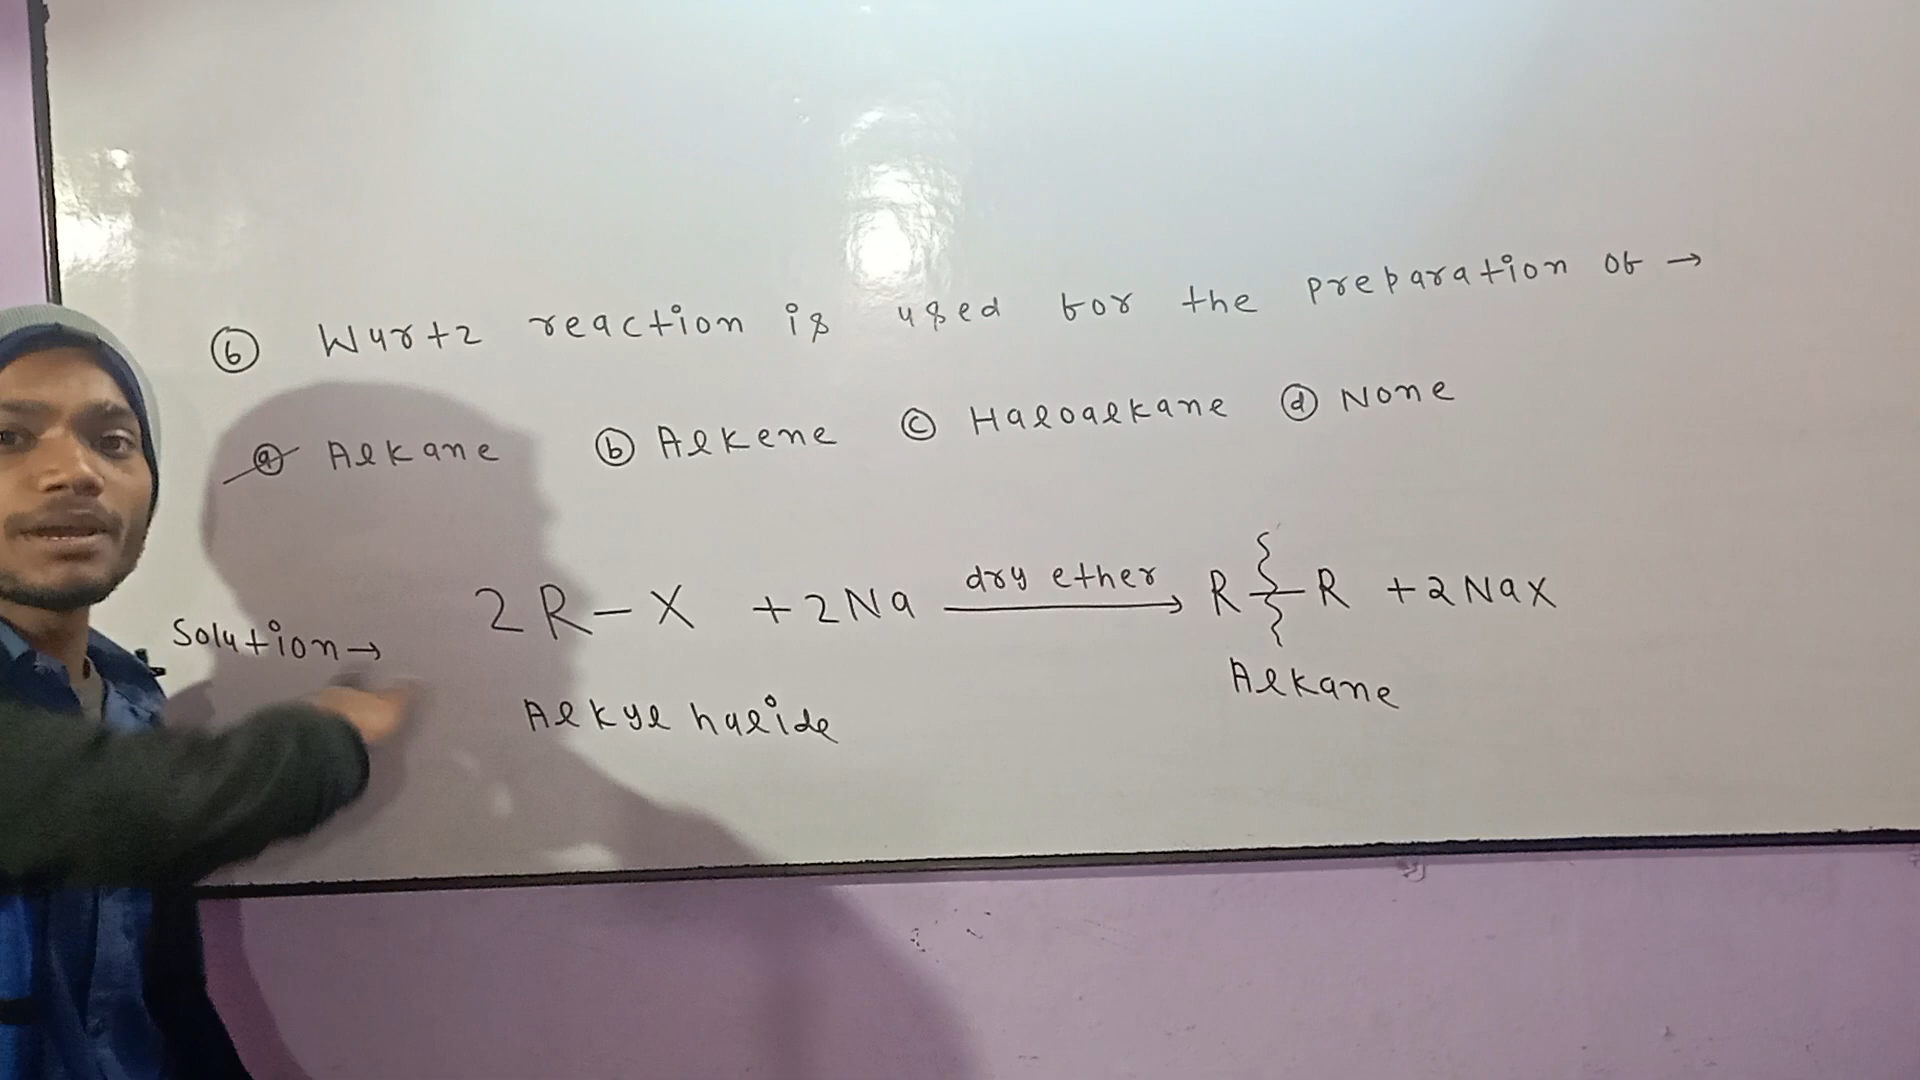 ⑥ Wurtz reaction is used for the preparation of →
ⓐ Alkane ⓑ Alkene ⓒ Haloalkane ⓓ None
Solution → 2R-X + 2Na dry ether → R-R + 2NaX
Alkyl halide Alkane